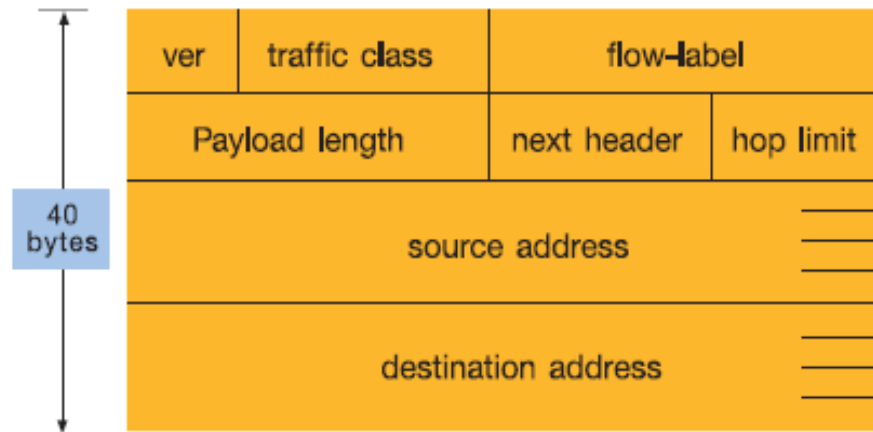 ver traffic class flow-label
Payload length next header hop limit
40
bytes
source address
destination address